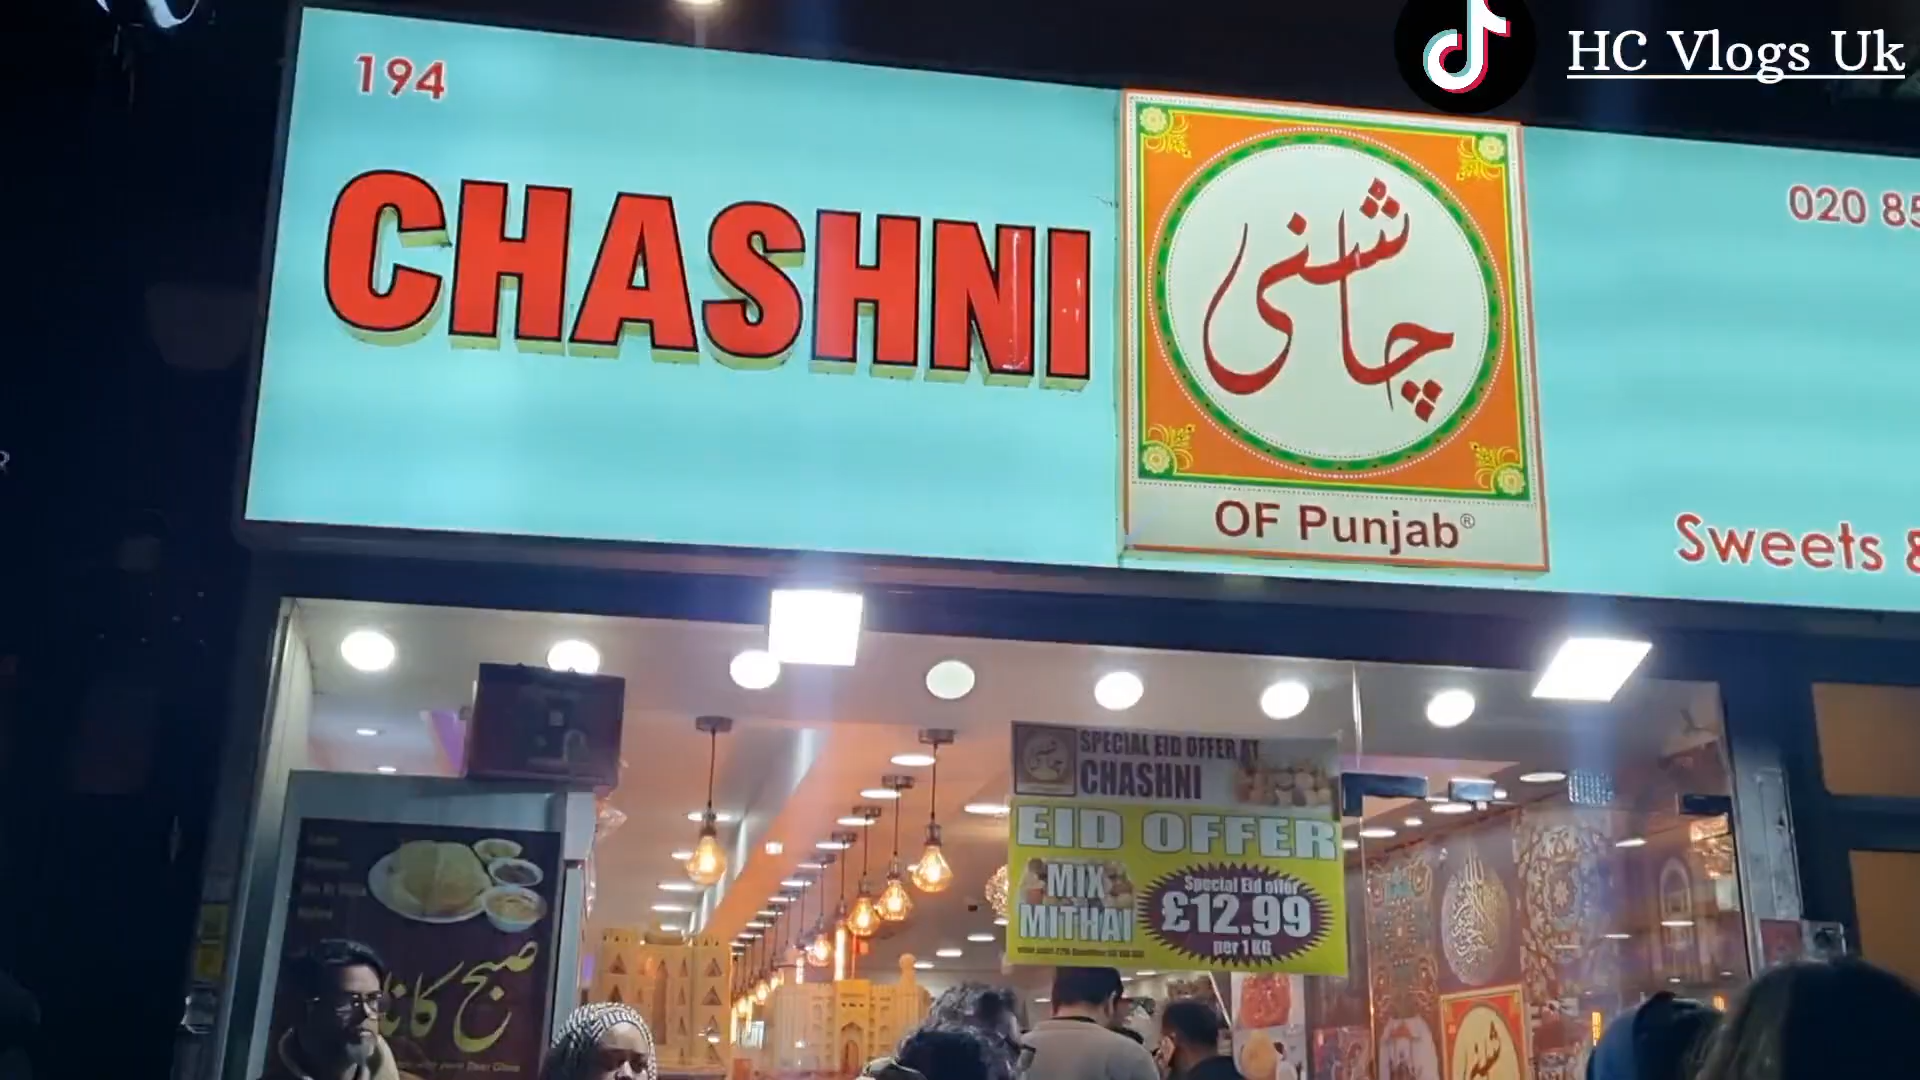 HC Vlogs Uk
194
CHASHNI
چاشنی
OF Punjab®
020 85
Sweets &
SPECIAL EID OFFER AT
CHASHNI
EID OFFER
MIX
MITHAI
Special Eid offer
£12.99
per 1 KG
صبح کا نا